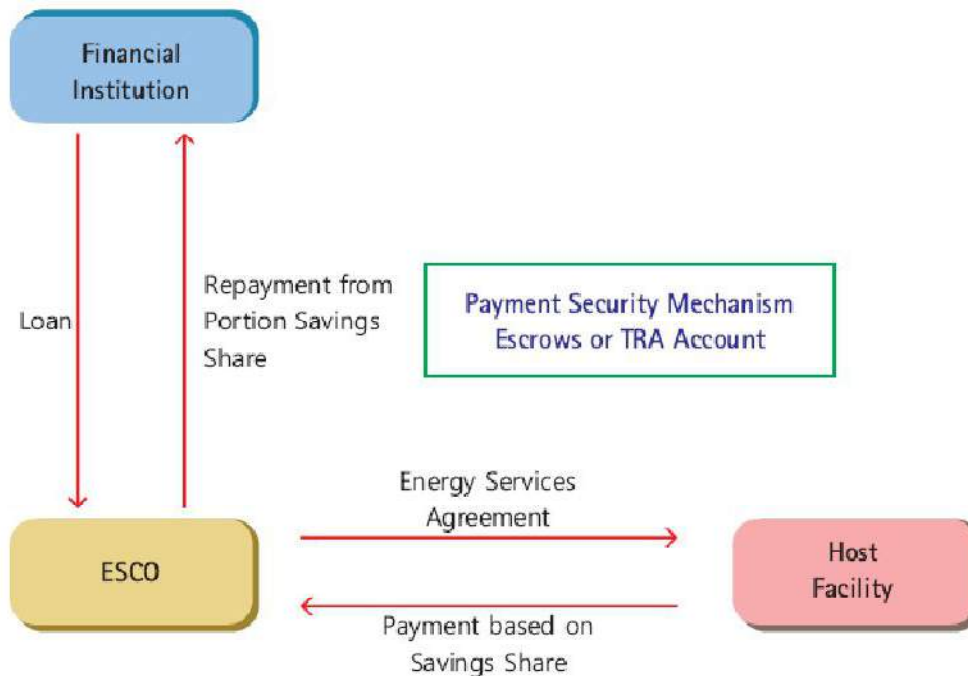 Financial
Institution
Loan
Repayment from
Portion Savings
Share
Payment Security Mechanism
Escrows or TRA Account
Energy Services
Agreement
ESCO
Host
Facility
Payment based on
Savings Share